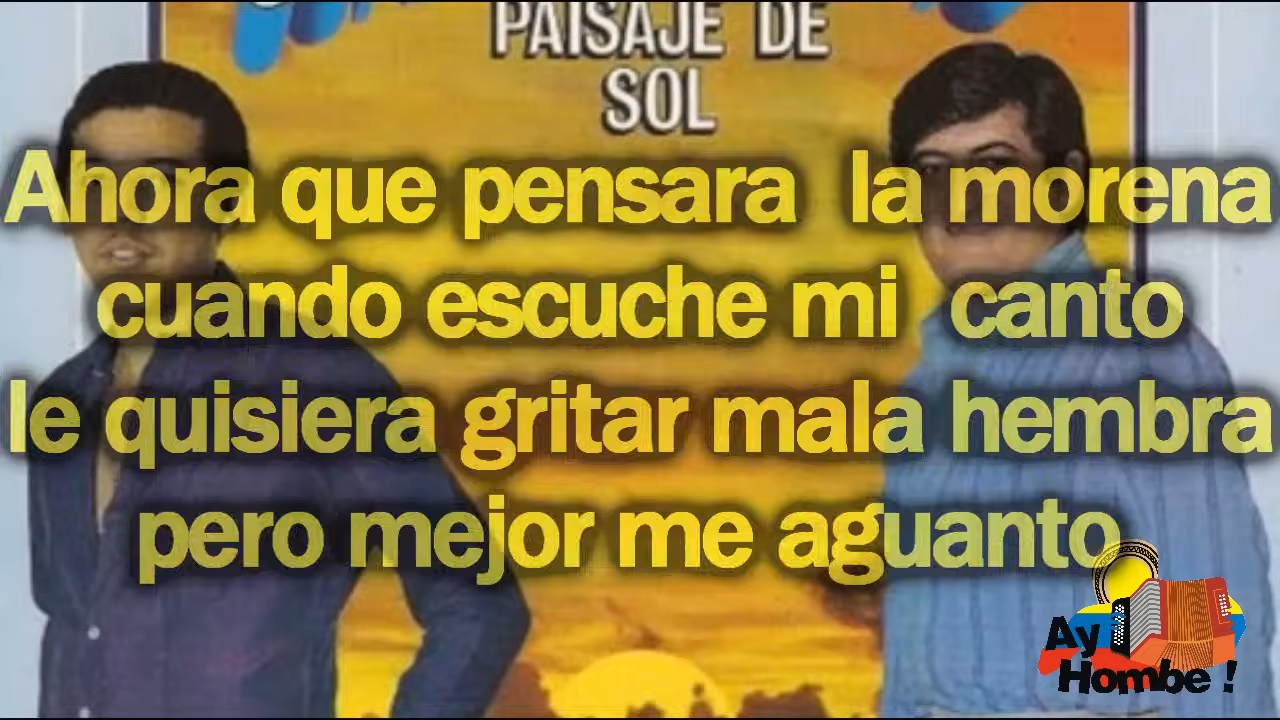 PAISAJE DE
SOL
Ahora que pensara la morena
cuando escuche mi canto
le quisiera gritar mala hembra
pero mejor me aguanto
Ay
Hombe !